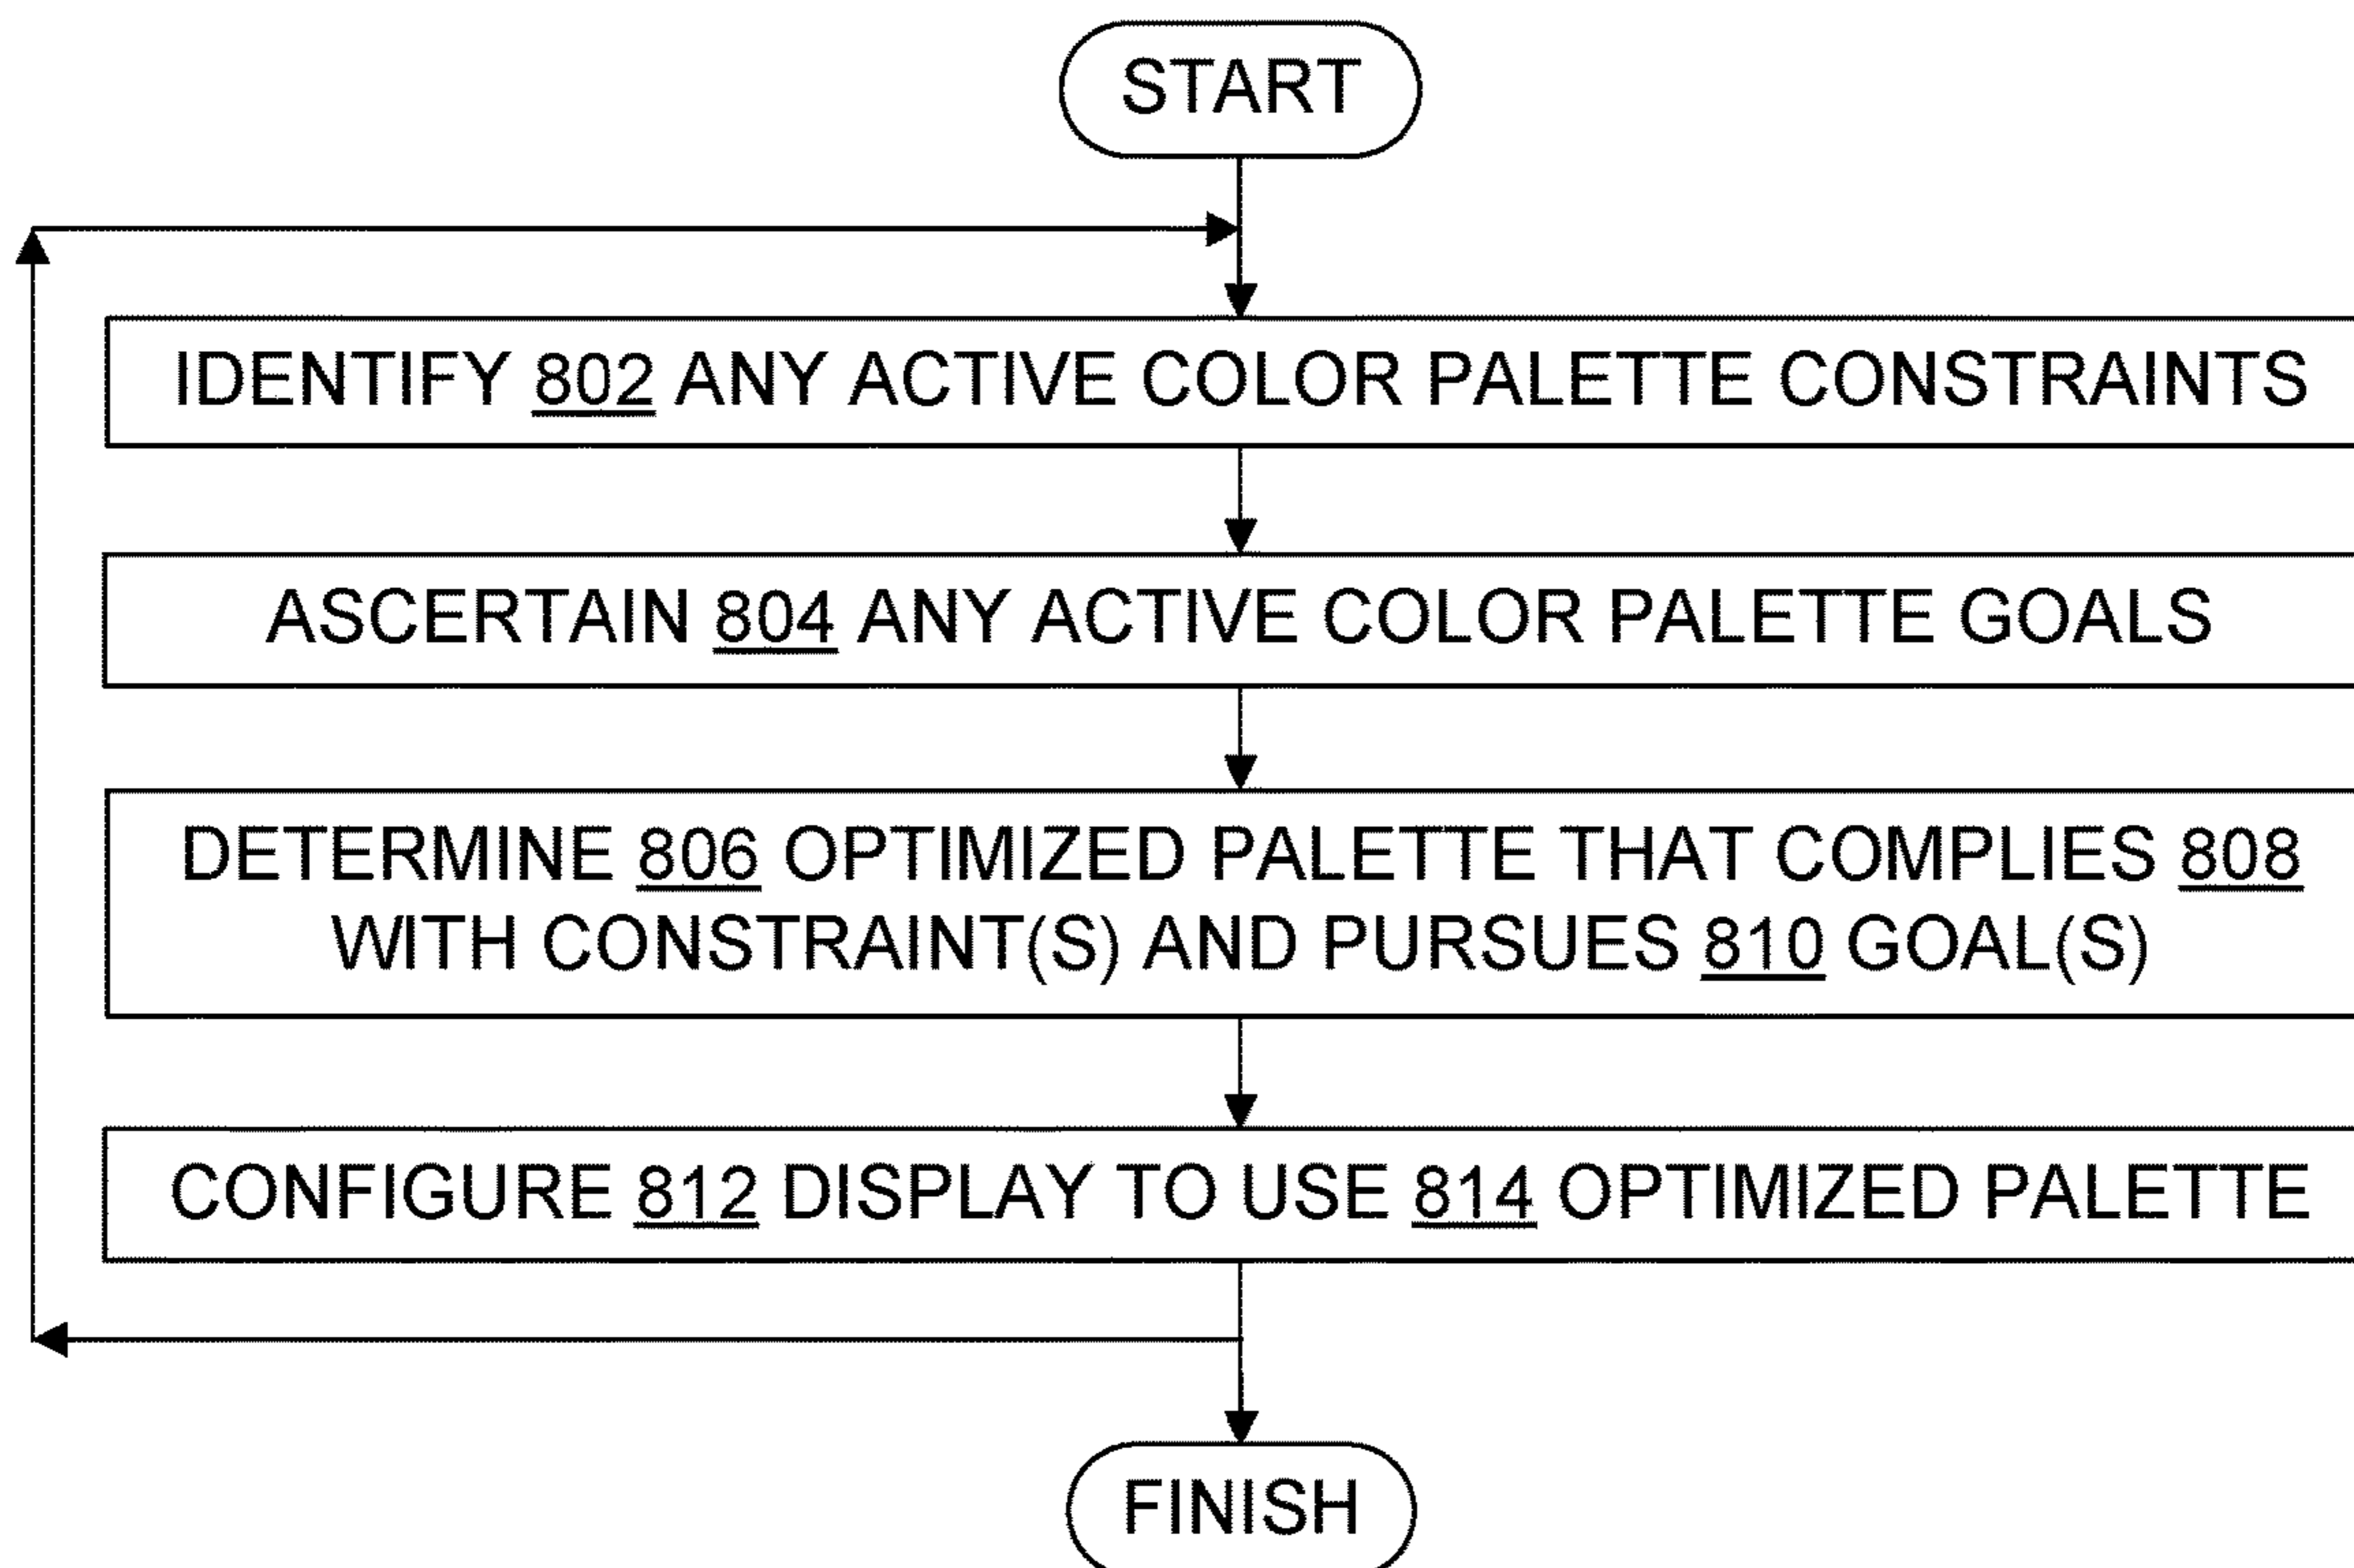 START
IDENTIFY 802 ANY ACTIVE COLOR PALETTE CONSTRAINTS
ASCERTAIN 804 ANY ACTIVE COLOR PALETTE GOALS
DETERMINE 806 OPTIMIZED PALETTE THAT COMPLIES 808
WITH CONSTRAINT(S) AND PURSUES 810 GOAL(S)
CONFIGURE 812 DISPLAY TO USE 814 OPTIMIZED PALETTE
FINISH